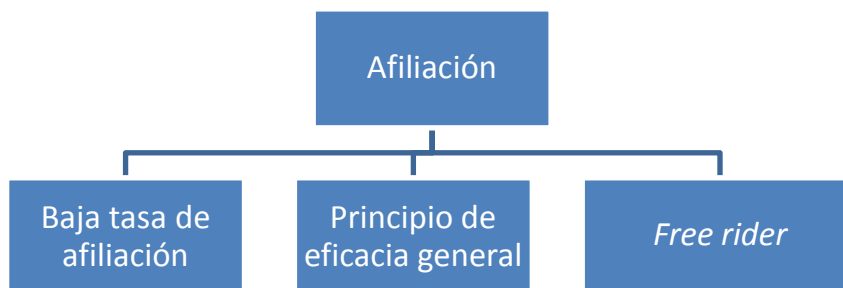 Afiliación
Baja tasa de
afiliación
Principio de
eficacia general
Free rider